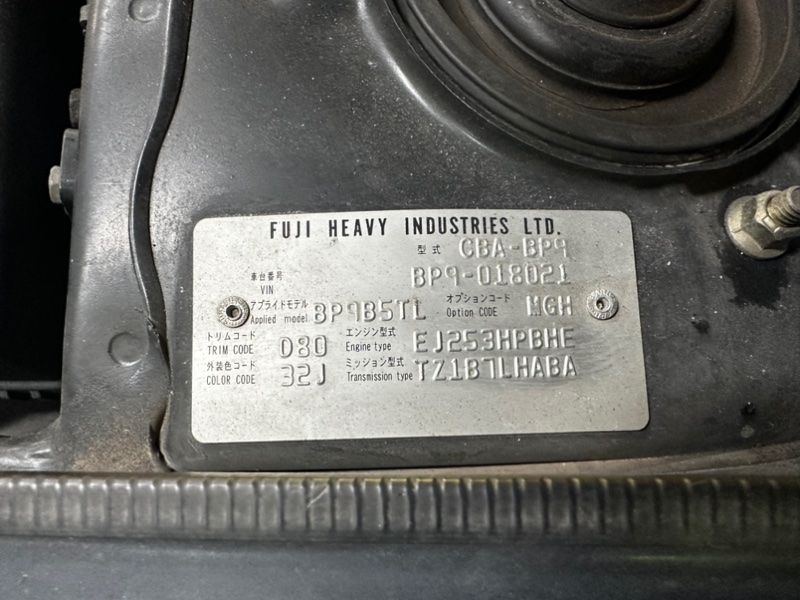 FUJI HEAVY INDUSTRIES LTD.
型式 CBA-BP9
車台番号 VIN BP9-018021
アプライドモデル Applied model BP9B5TL オプションコード Option CODE MGH
トリムコード TRIM CODE D80 エンジン型式 Engine type EJ253HPBHE
外装色コード COLOR CODE 32J ミッション型式 Transmission type TZ1B7LHABA